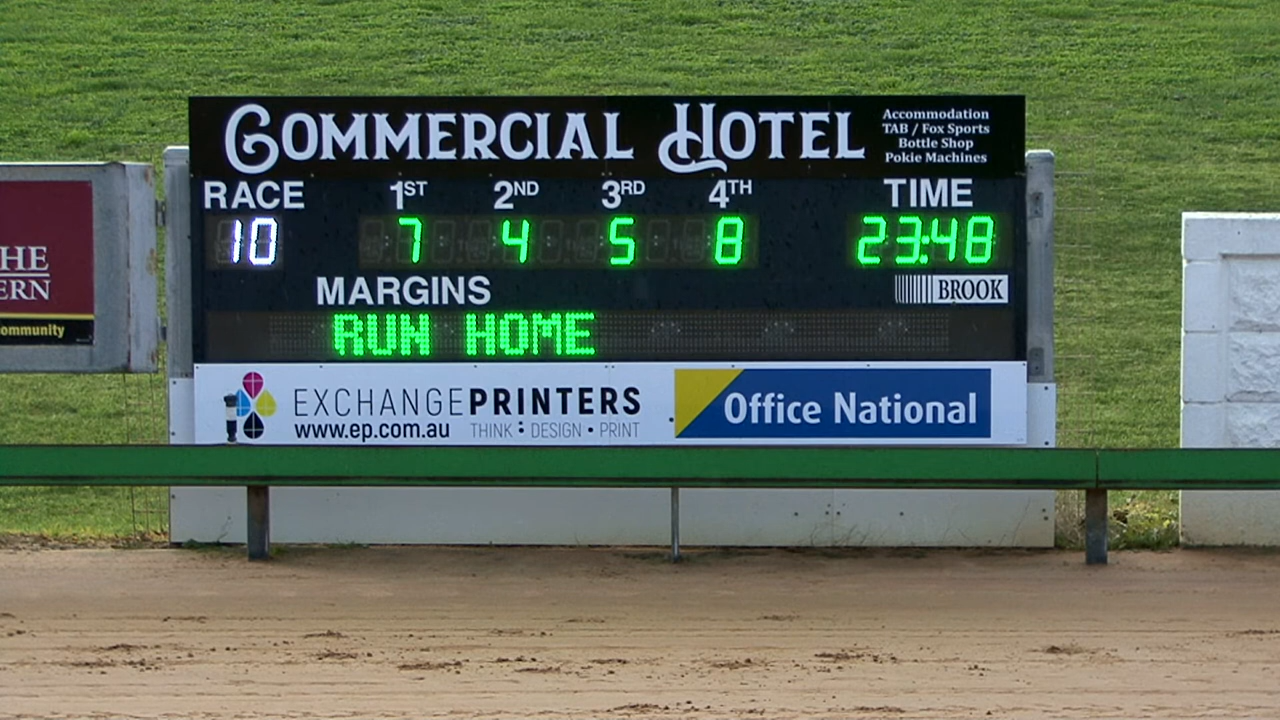 COMMERCIAL HOTEL
Accommodation
TAB / Fox Sports
Bottle Shop
Pokie Machines
RACE 1ST 2ND 3RD 4TH TIME
10 7 4 5 8 23:48
MARGINS
BROOK
RUN HOME
EXCHANGEPRINTERS
www.ep.com.au THINK : DESIGN • PRINT
Office National
HE
ERN
ommunity